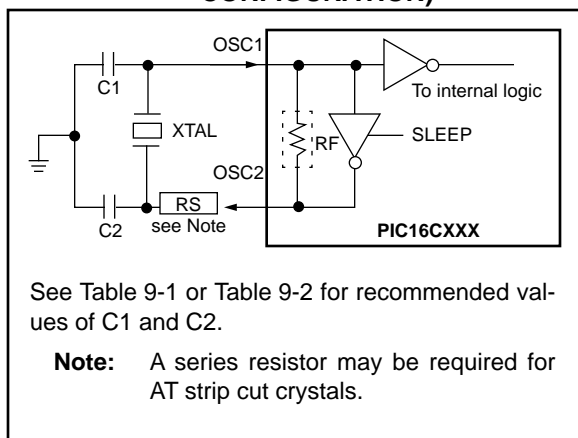 CONFIGURATION)
OSC1
C1
To internal logic
XTAL
RF
SLEEP
OSC2
RS
C2
see Note
PIC16CXXX
See Table 9-1 or Table 9-2 for recommended val-
ues of C1 and C2.
Note: A series resistor may be required for
AT strip cut crystals.